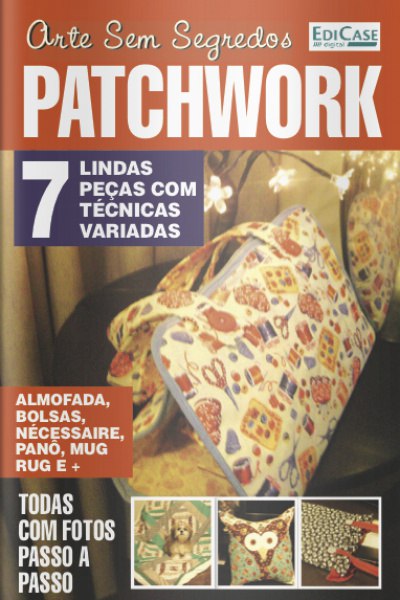 Arte Sem Segredos
EDICASE
digital
PATCHWORK
7
LINDAS
PEÇAS COM
TÉCNICAS
VARIADAS
ALMOFADA,
BOLSAS,
NÉCESSAIRE,
PANÔ, MUG
RUG E +
TODAS
COM FOTOS
PASSO A
PASSO